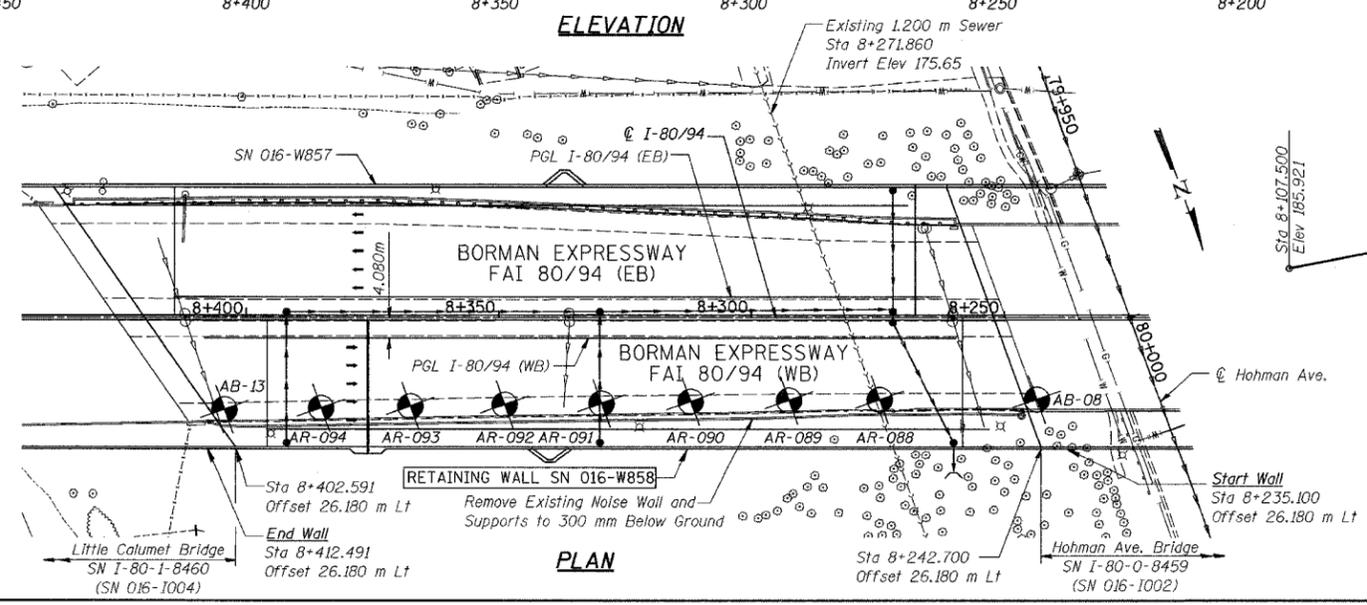 8+400
8+350
8+300
8+250
8+200
ELEVATION
Existing 1.200 m Sewer
Sta 8+271.860
Invert Elev 175.65
79+950
℄ I-80/94
SN 016-W857
PGL I-80/94 (EB)
N
Sta 8+107.500
Elev 185.921
BORMAN EXPRESSWAY
FAI 80/94 (EB)
4.080m
8+400
8+350
8+300
8+250
PGL I-80/94 (WB)
BORMAN EXPRESSWAY
FAI 80/94 (WB)
80+000
℄ Hohman Ave.
AB-13
AB-08
AR-094
AR-093
AR-092
AR-091
AR-090
AR-089
AR-088
RETAINING WALL SN 016-W858
Sta 8+402.591
Offset 26.180 m Lt
Remove Existing Noise Wall and
Supports to 300 mm Below Ground
Start Wall
Sta 8+235.100
Offset 26.180 m Lt
End Wall
Sta 8+412.491
Offset 26.180 m Lt
Little Calumet Bridge
SN I-80-1-8460
(SN 016-I004)
PLAN
Sta 8+242.700
Offset 26.180 m Lt
Hohman Ave. Bridge
SN I-80-0-8459
(SN 016-I002)